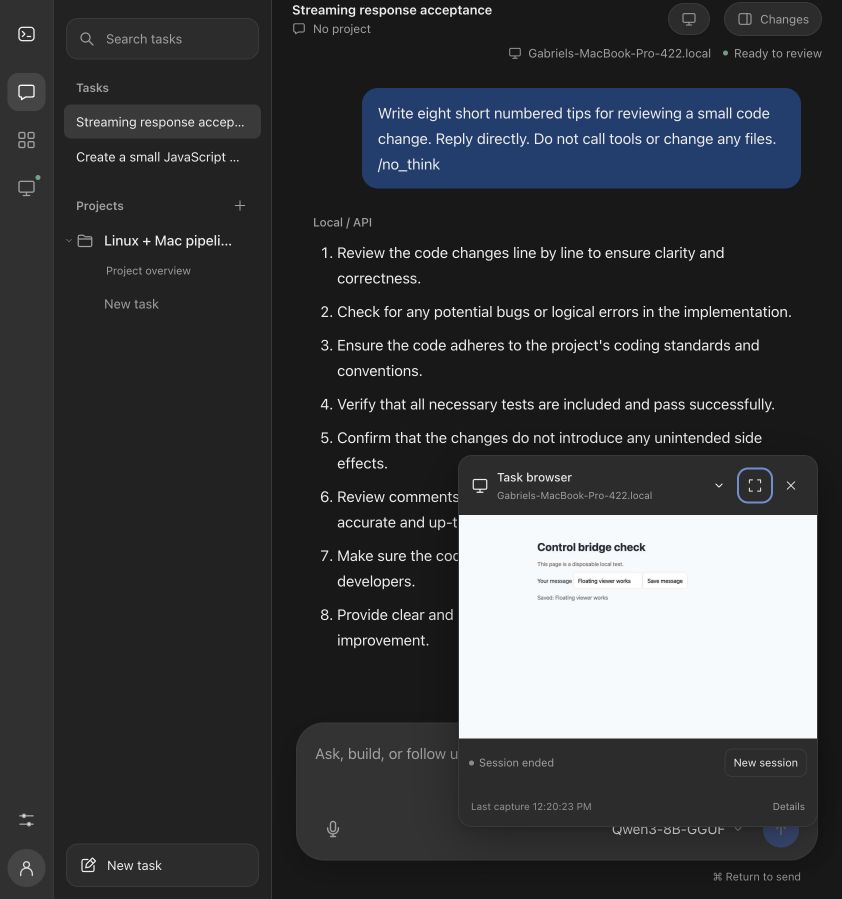 Search tasks
Tasks
Streaming response accep...
Create a small JavaScript ...
Projects
Linux + Mac pipeli...
Project overview
New task
New task
Streaming response acceptance
No project
Changes
Gabriels-MacBook-Pro-422.local
Ready to review
Write eight short numbered tips for reviewing a small code
change. Reply directly. Do not call tools or change any files.
/no_think
Local / API
1. Review the code changes line by line to ensure clarity and
correctness.
2. Check for any potential bugs or logical errors in the implementation.
3. Ensure the code adheres to the project's coding standards and
conventions.
4. Verify that all necessary tests are included and pass successfully.
5. Confirm that the changes do not introduce any unintended side
effects.
6. Review comments
accurate and up-t
7. Make sure the co
developers.
8. Provide clear and
improvement.
Task browser
Gabriels-MacBook-Pro-422.local
Control bridge check
This page is a disposable local test.
Your message Floating viewer works Save message
Saved: Floating viewer works
Session ended
New session
Last capture 12:20:23 PM
Details
Ask, build, or follow u
Qwen3-8B-GGUF
⌘ Return to send